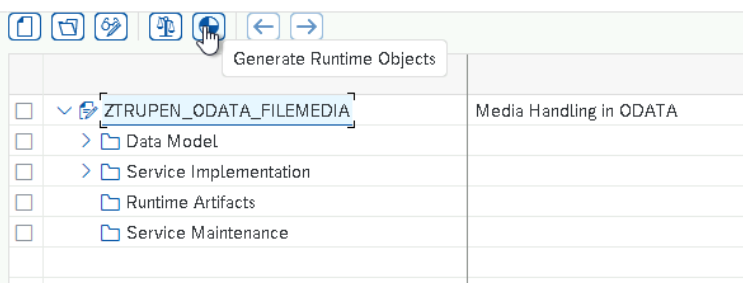 Generate Runtime Objects
ZTRUPEN_ODATA_FILEMEDIA Media Handling in ODATA
Data Model
Service Implementation
Runtime Artifacts
Service Maintenance